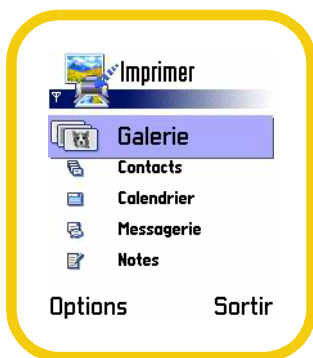 Imprimer
Galerie
Contacts
Calendrier
Messagerie
Notes
Options Sortir